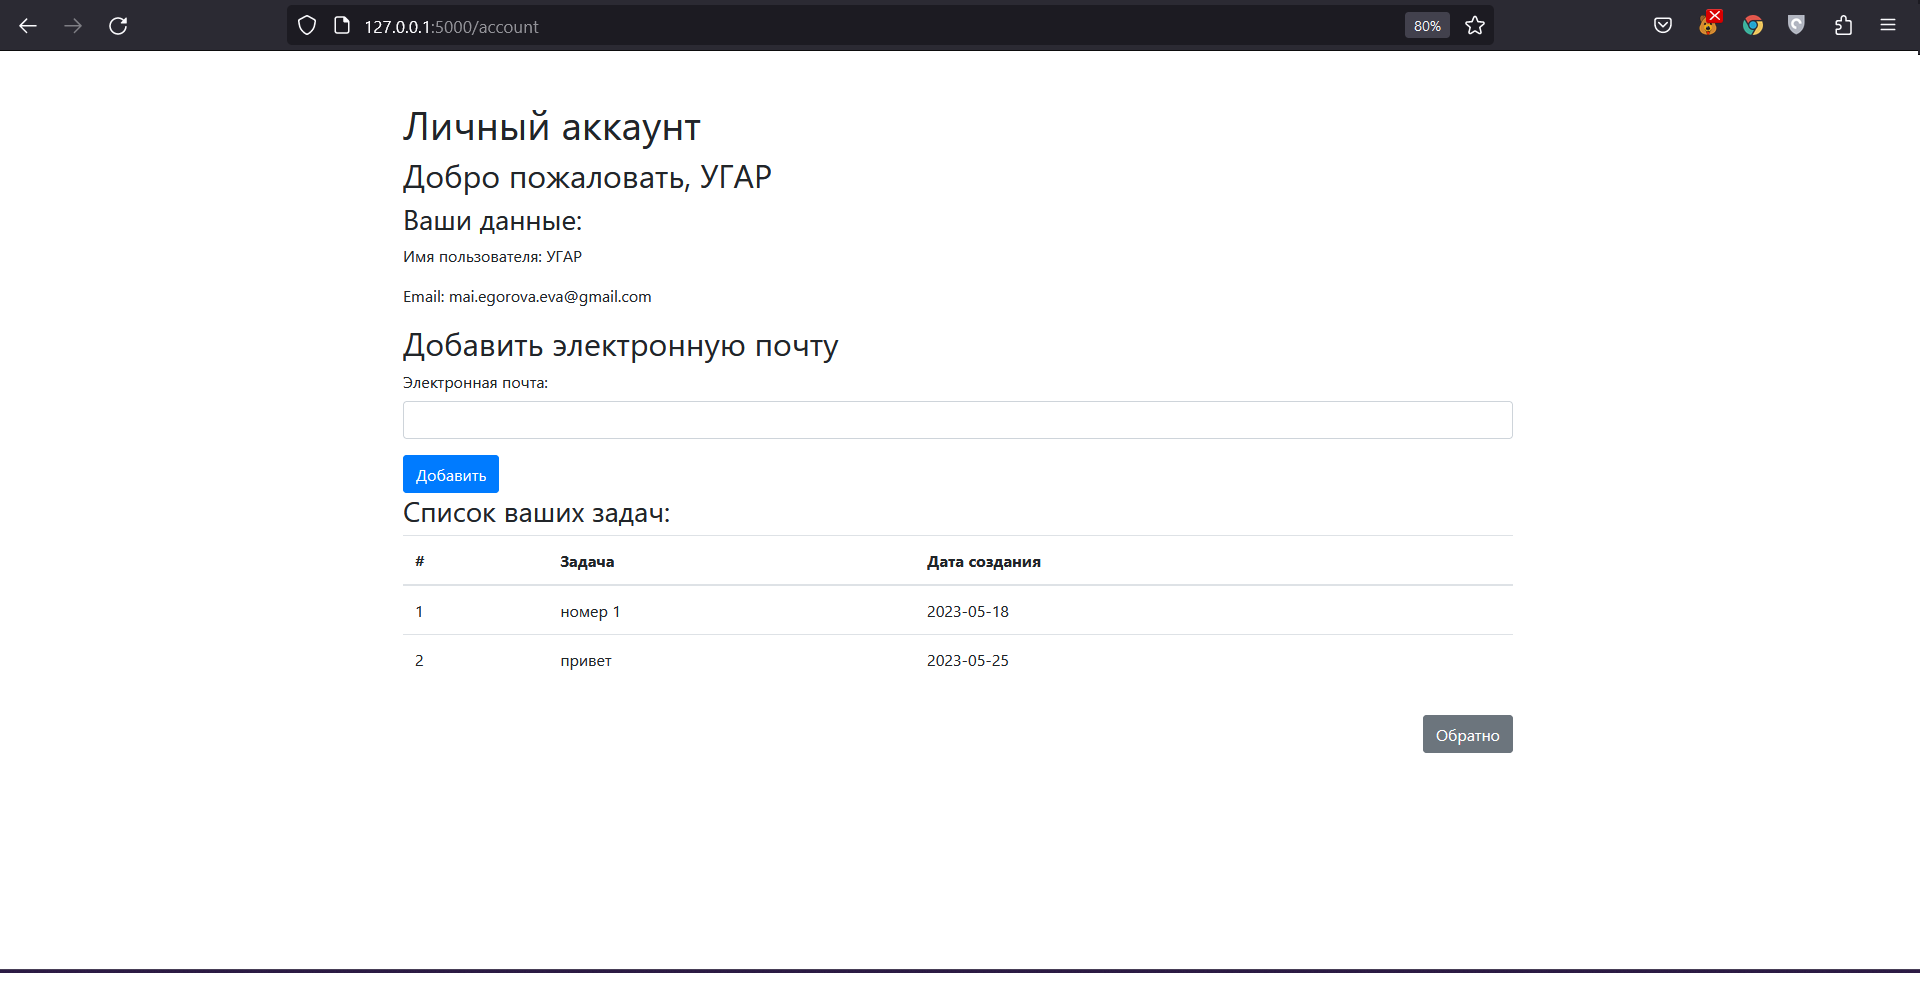 127.0.0.1:5000/account 80%
Личный аккаунт
Добро пожаловать, УГАР
Ваши данные:
Имя пользователя: УГАР
Email: mai.egorova.eva@gmail.com
Добавить электронную почту
Электронная почта:
Добавить
Список ваших задач:
# Задача Дата создания
1 номер 1 2023-05-18
2 привет 2023-05-25
Обратно